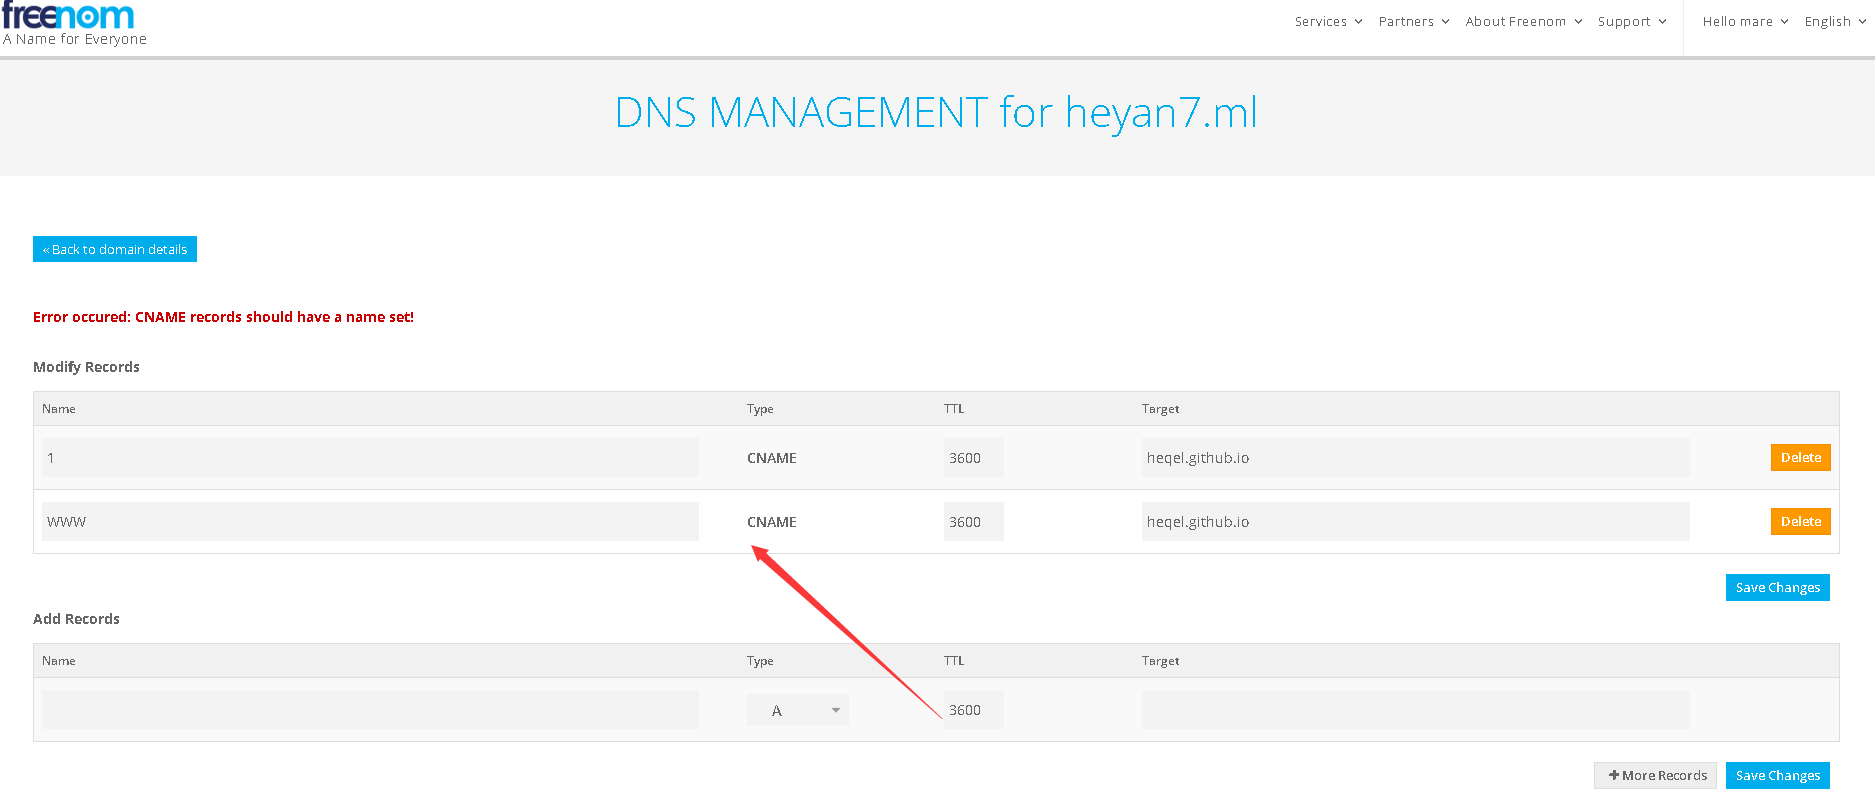 freenom
A Name for Everyone
Services Partners About Freenom Support Hello mare English
DNS MANAGEMENT for heyan7.ml
« Back to domain details
Error occured: CNAME records should have a name set!
Modify Records
Name Type TTL Target
1 CNAME 3600 heqel.github.io Delete
WWW CNAME 3600 heqel.github.io Delete
Save Changes
Add Records
Name Type TTL Target
A 3600
+ More Records Save Changes